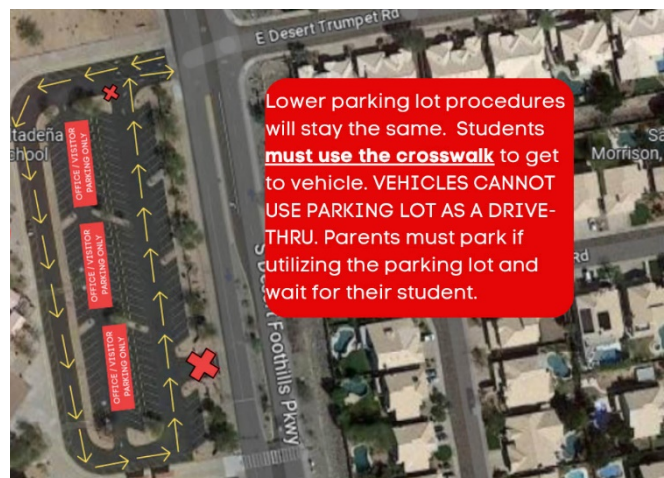 E Desert Trumpet Rd
Lower parking lot procedures
will stay the same. Students
must use the crosswalk to get
to vehicle. VEHICLES CANNOT
USE PARKING LOT AS A DRIVE-
THRU. Parents must park if
utilizing the parking lot and
wait for their student.
tadeña
chool
OFFICE / VISITOR
PARKING ONLY
OFFICE / VISITOR
PARKING ONLY
OFFICE / VISITOR
PARKING ONLY
Sa
Morrison,
Rd
Foothills Pkwy